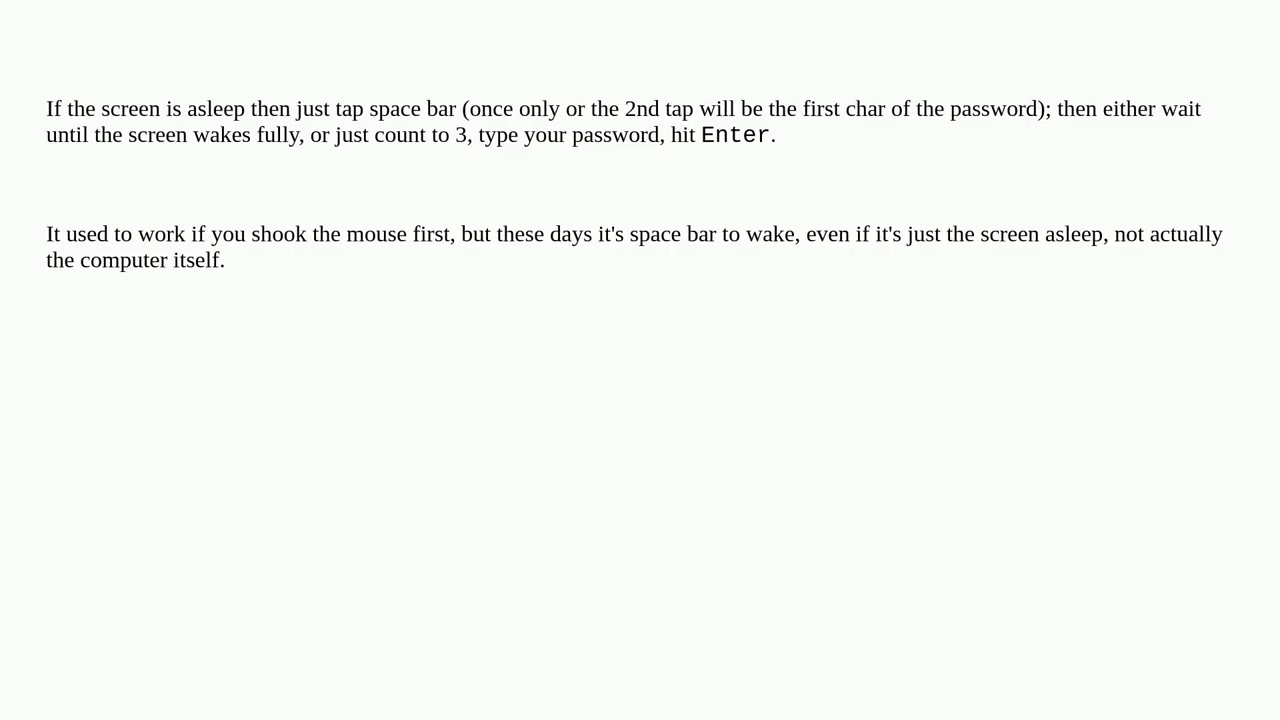 If the screen is asleep then just tap space bar (once only or the 2nd tap will be the first char of the password); then either wait
until the screen wakes fully, or just count to 3, type your password, hit Enter.
It used to work if you shook the mouse first, but these days it's space bar to wake, even if it's just the screen asleep, not actually
the computer itself.